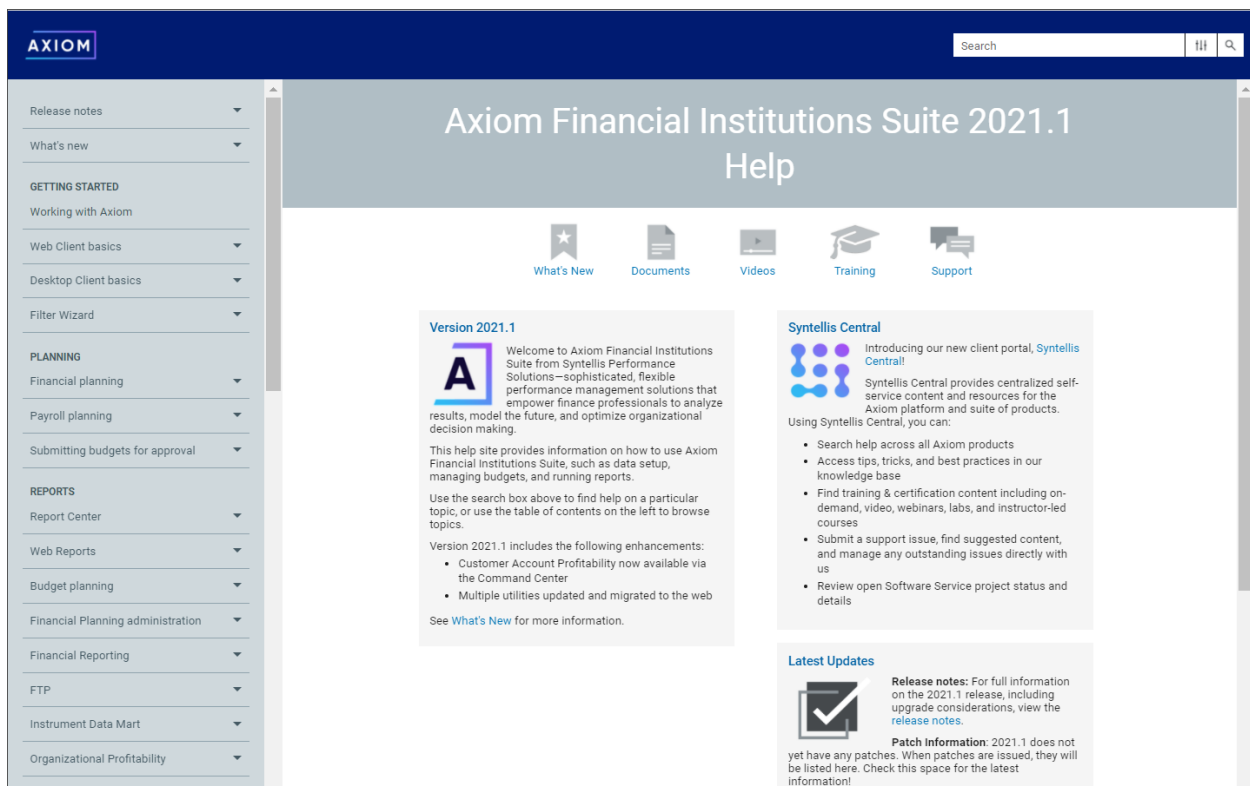 AXIOM
Search
Release notes
What's new
GETTING STARTED
Working with Axiom
Web Client basics
Desktop Client basics
Filter Wizard
PLANNING
Financial planning
Payroll planning
Submitting budgets for approval
REPORTS
Report Center
Web Reports
Budget planning
Financial Planning administration
Financial Reporting
FTP
Instrument Data Mart
Organizational Profitability
Axiom Financial Institutions Suite 2021.1
Help
What's New
Documents
Videos
Training
Support
Version 2021.1
A
Welcome to Axiom Financial Institutions
Suite from Syntellis Performance
Solutions—sophisticated, flexible
performance management solutions that
empower finance professionals to analyze
results, model the future, and optimize organizational
decision making.
This help site provides information on how to use Axiom
Financial Institutions Suite, such as data setup,
managing budgets, and running reports.
Use the search box above to find help on a particular
topic, or use the table of contents on the left to browse
topics.
Version 2021.1 includes the following enhancements:
• Customer Account Profitability now available via
the Command Center
• Multiple utilities updated and migrated to the web
See What's New for more information.
Syntellis Central
Introducing our new client portal, Syntellis
Central!
Syntellis Central provides centralized self-
service content and resources for the
Axiom platform and suite of products.
Using Syntellis Central, you can:
• Search help across all Axiom products
• Access tips, tricks, and best practices in our
knowledge base
• Find training & certification content including on-
demand, video, webinars, labs, and instructor-led
courses
• Submit a support issue, find suggested content,
and manage any outstanding issues directly with
us
• Review open Software Service project status and
details
Latest Updates
Release notes: For full information
on the 2021.1 release, including
upgrade considerations, view the
release notes.
Patch Information: 2021.1 does not
yet have any patches. When patches are issued, they will
be listed here. Check this space for the latest
information!